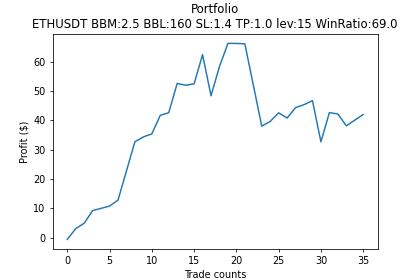 Portfolio
ETHUSDT BBM:2.5 BBL:160 SL:1.4 TP:1.0 lev:15 WinRatio:69.0
Profit ($)
60
50
40
30
20
10
0
0 5 10 15 20 25 30 35
Trade counts